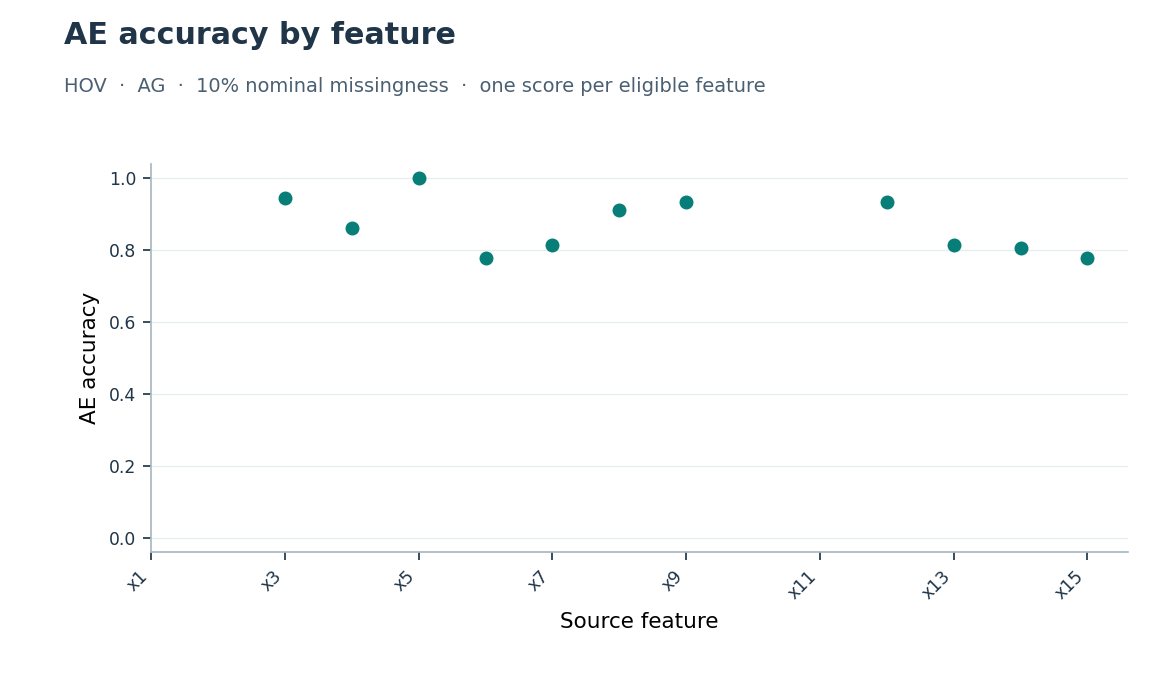 AE accuracy by feature
HOV · AG · 10% nominal missingness · one score per eligible feature
1.0
0.8
0.6
0.4
0.2
0.0
AE accuracy
x1 x3 x5 x7 x9 x11 x13 x15
Source feature